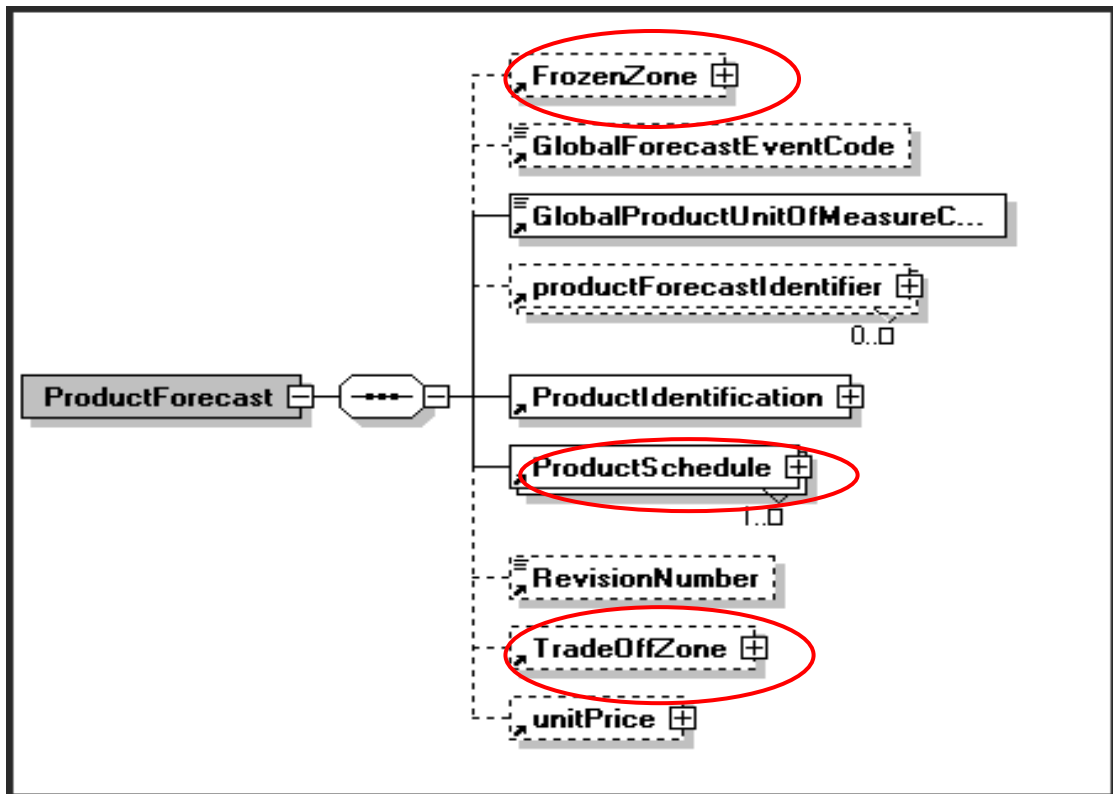 FrozenZone
GlobalForecastEventCode
GlobalProductUnitOfMeasureC...
productForecastIdentifier
0..□
ProductForecast
ProductIdentification
ProductSchedule
1..□
RevisionNumber
TradeOffZone
unitPrice